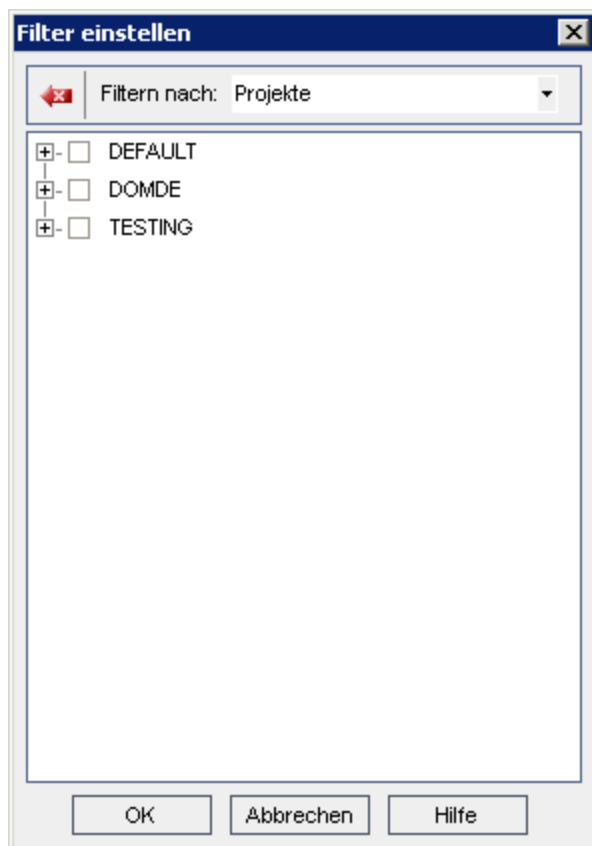 Filter einstellen
Filtern nach: Projekte
DEFAULT
DOMDE
TESTING
OK Abbrechen Hilfe